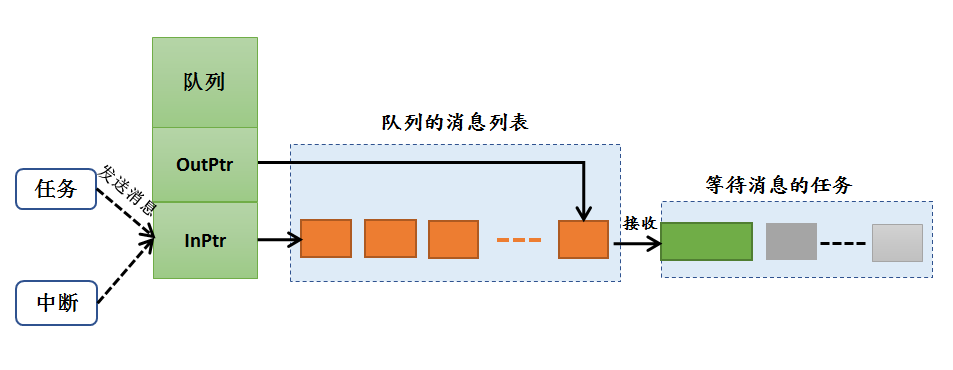 队列
队列的消息列表
OutPtr
发送消息
任务
等待消息的任务
接收
InPtr
中断